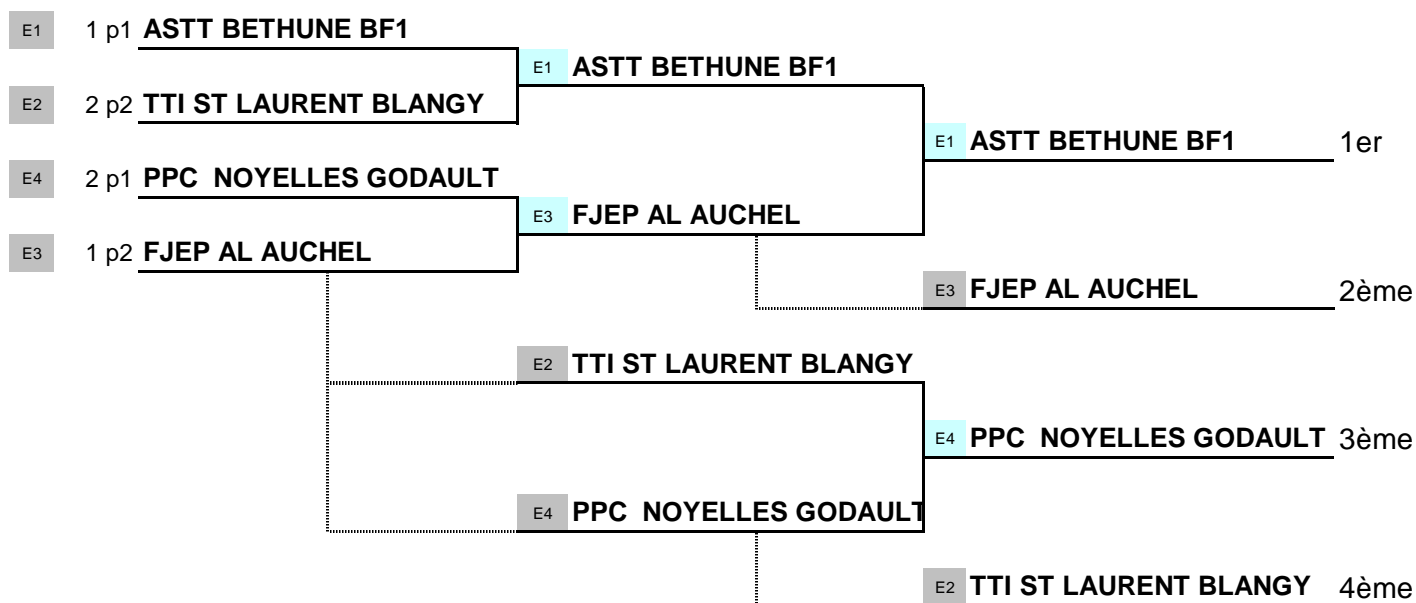 E1 1 p1 ASTT BETHUNE BF1
E1 ASTT BETHUNE BF1
E2 2 p2 TTI ST LAURENT BLANGY
E1 ASTT BETHUNE BF1 1er
E4 2 p1 PPC NOYELLES GODAULT
E3 FJEP AL AUCHEL
E3 1 p2 FJEP AL AUCHEL
E3 FJEP AL AUCHEL 2ème
E2 TTI ST LAURENT BLANGY
E4 PPC NOYELLES GODAULT 3ème
E4 PPC NOYELLES GODAULT
E2 TTI ST LAURENT BLANGY 4ème